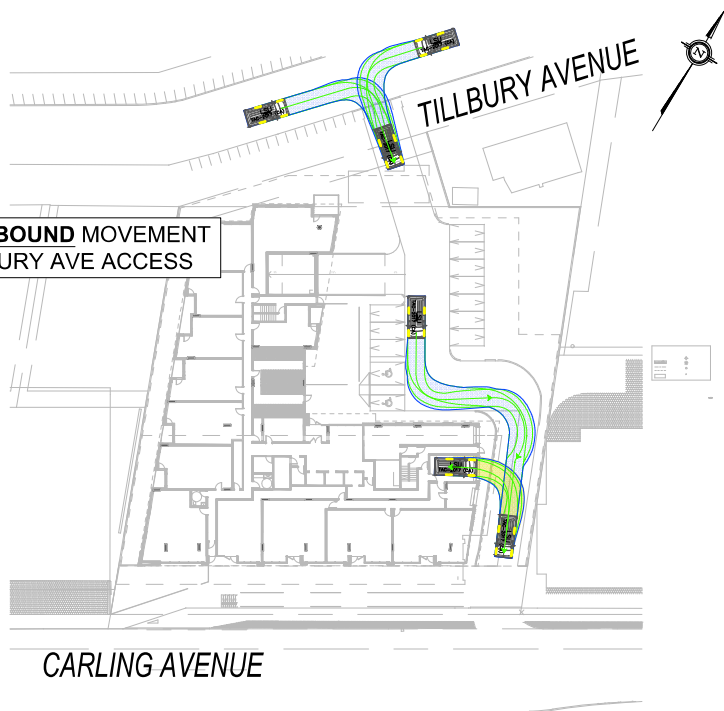 TILLBURY AVENUE
BOUND MOVEMENT
URY AVE ACCESS
CARLING AVENUE